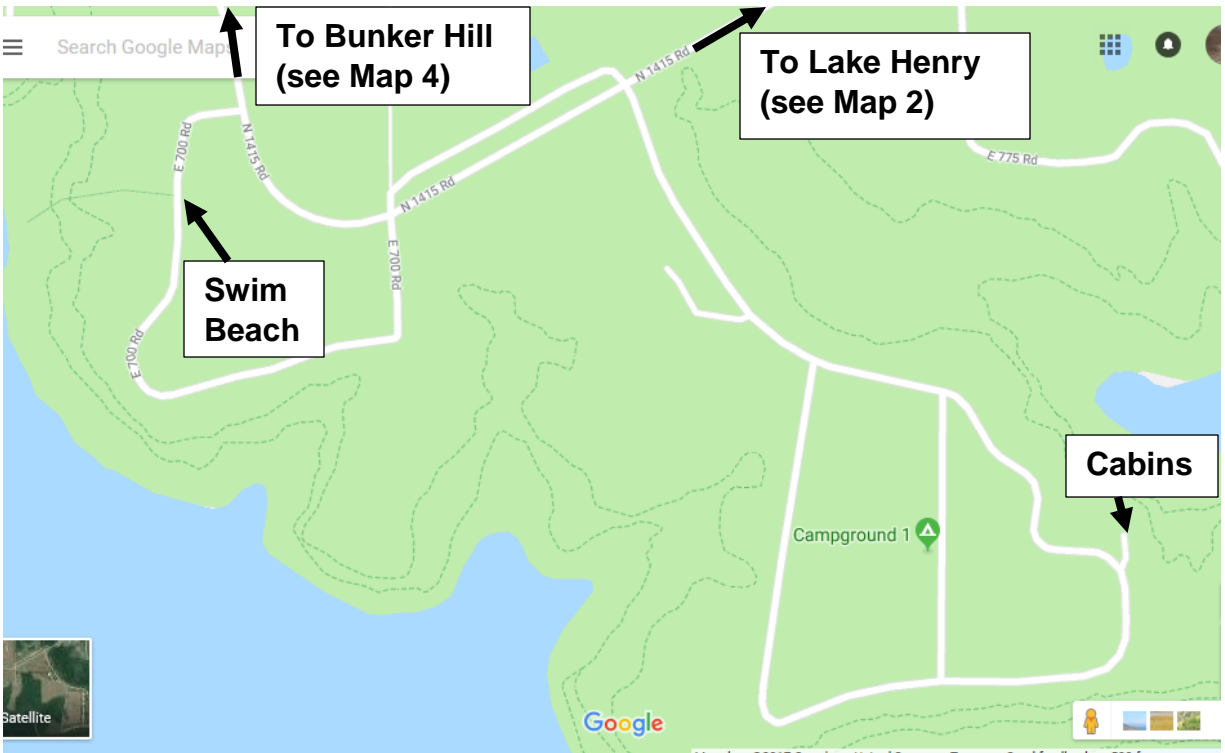 Search Google Maps
To Bunker Hill
(see Map 4)
To Lake Henry
(see Map 2)
N 1415 Rd
E 700 Rd
N 1415 Rd
E 775 Rd
N 1415 Rd
E 700 Rd
Swim
Beach
E 700 Rd
Cabins
Campground 1
Satellite
Google